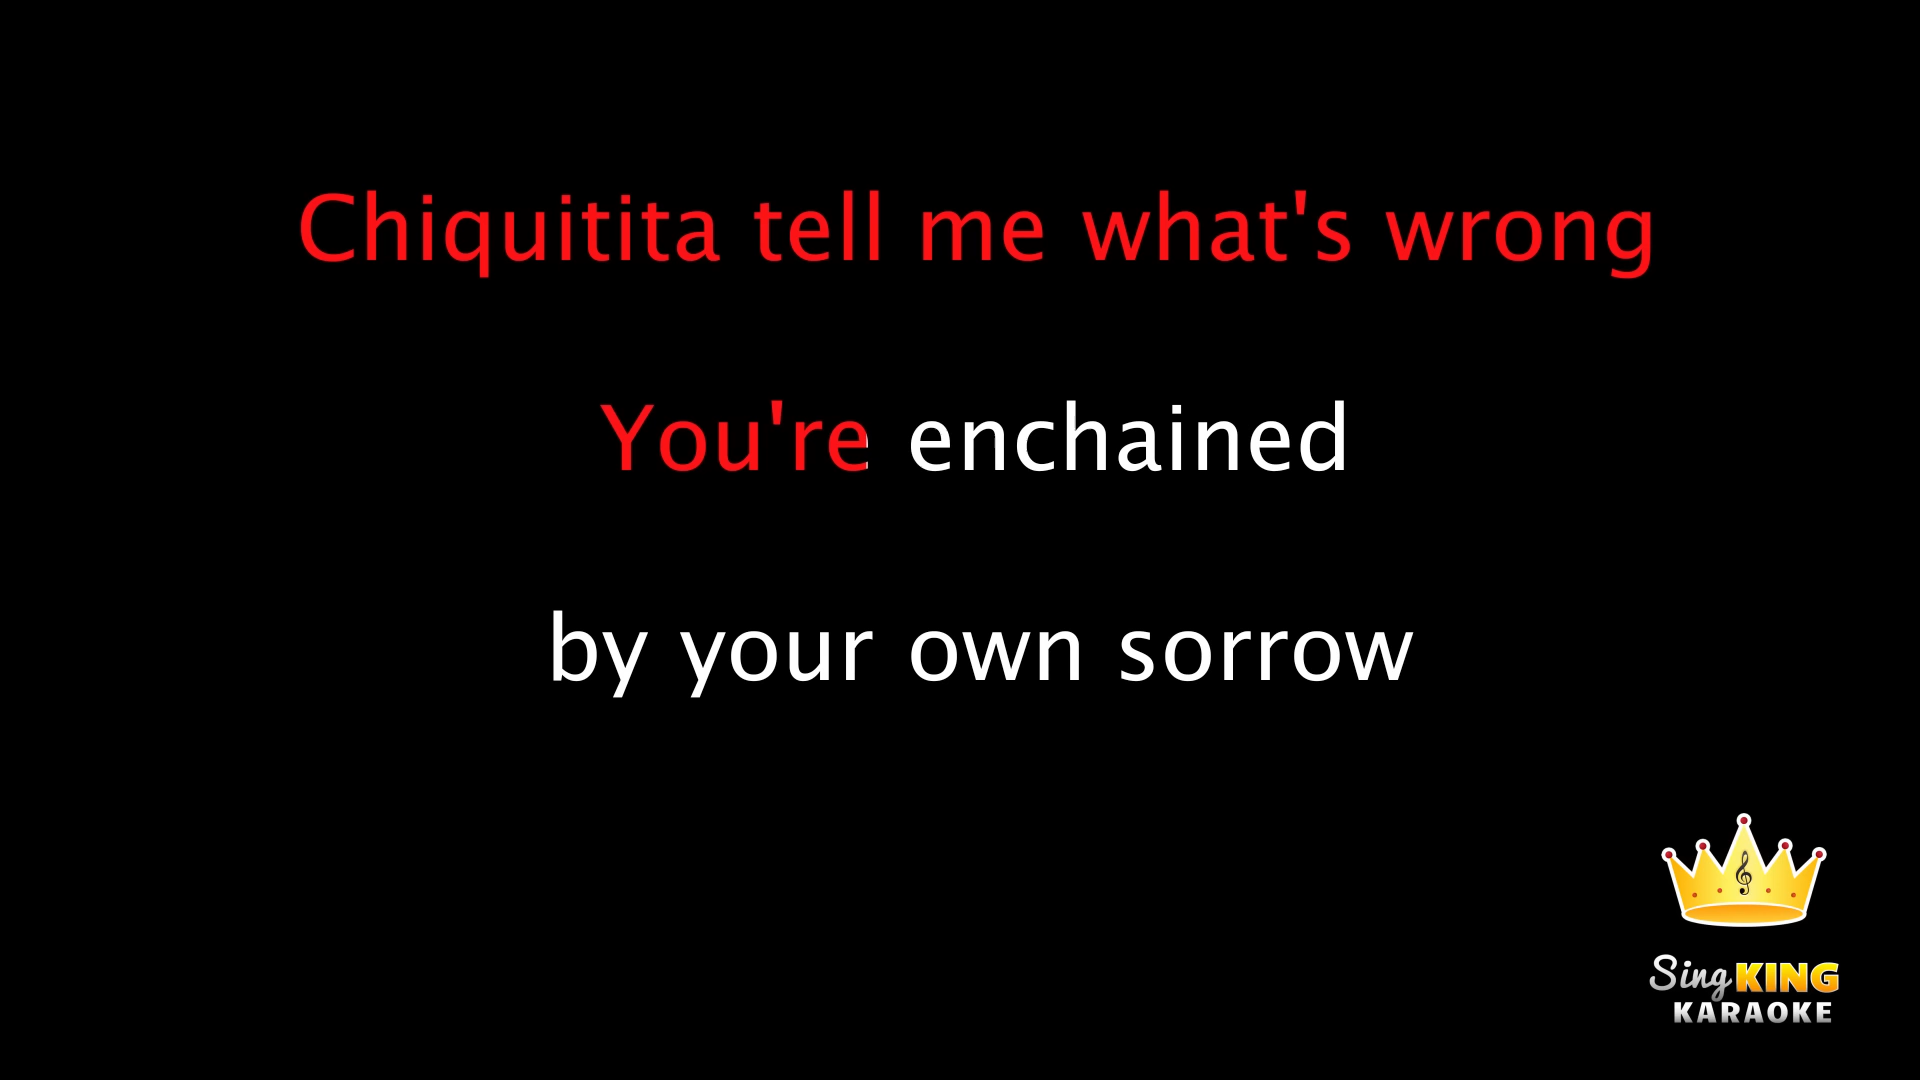 Chiquitita tell me what's wrong
You're enchained
by your own sorrow
Sing KING
KARAOKE